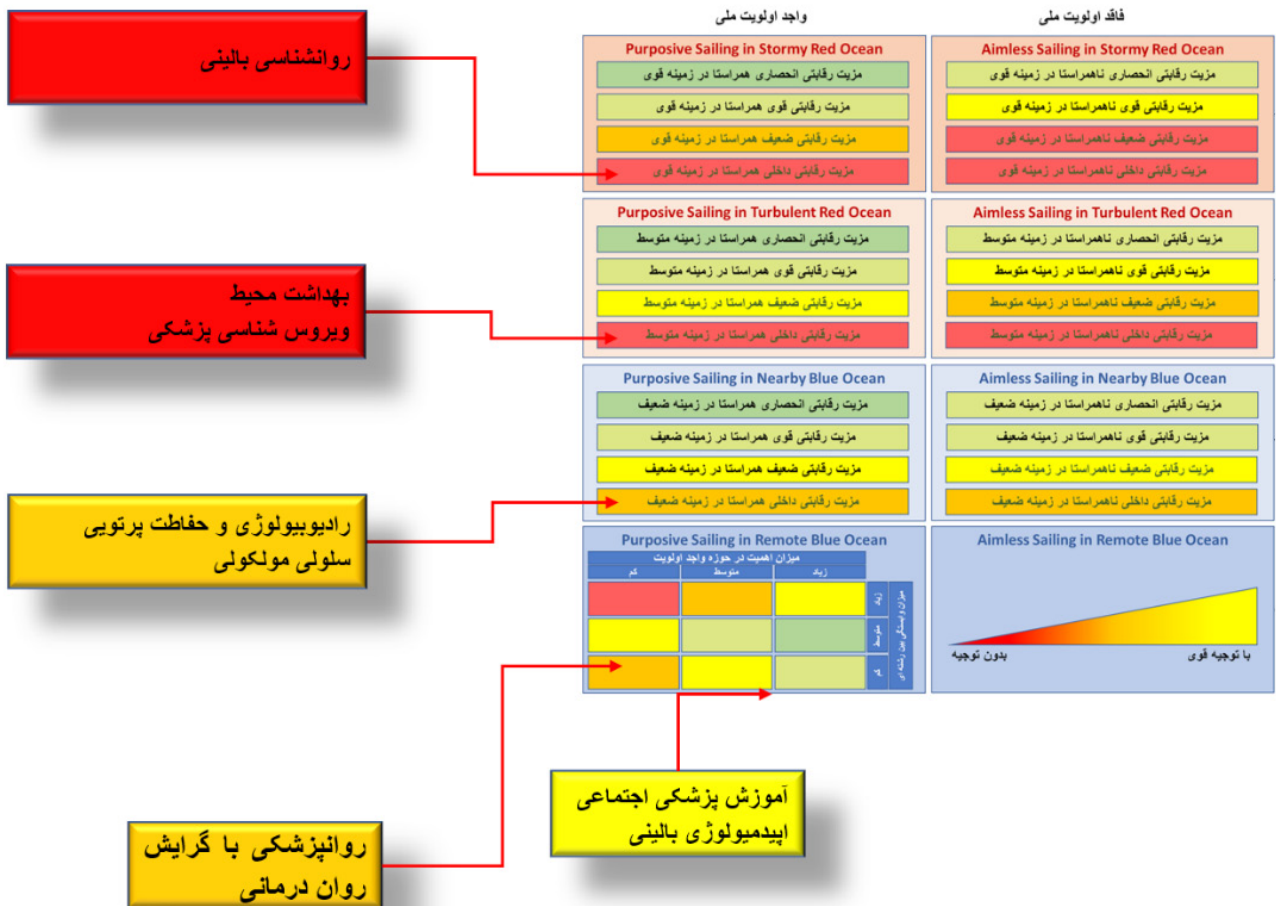 واجد اولویت ملی
فاقد اولویت ملی
روانشناسی بالینی
Purposive Sailing in Stormy Red Ocean
مزیت رقابتی انحصاری همراستا در زمینه قوی
مزیت رقابتی قوی همراستا در زمینه قوی
مزیت رقابتی ضعیف همراستا در زمینه قوی
مزیت رقابتی داخلی همراستا در زمینه قوی
Aimless Sailing in Stormy Red Ocean
مزیت رقابتی انحصاری ناهمراستا در زمینه قوی
مزیت رقابتی قوی ناهمراستا در زمینه قوی
مزیت رقابتی ضعیف ناهمراستا در زمینه قوی
مزیت رقابتی داخلی ناهمراستا در زمینه قوی
بهداشت محیط
ویروس شناسی پزشکی
Purposive Sailing in Turbulent Red Ocean
مزیت رقابتی انحصاری همراستا در زمینه متوسط
مزیت رقابتی قوی همراستا در زمینه متوسط
مزیت رقابتی ضعیف همراستا در زمینه متوسط
مزیت رقابتی داخلی همراستا در زمینه متوسط
Aimless Sailing in Turbulent Red Ocean
مزیت رقابتی انحصاری ناهمراستا در زمینه متوسط
مزیت رقابتی قوی ناهمراستا در زمینه متوسط
مزیت رقابتی ضعیف ناهمراستا در زمینه متوسط
مزیت رقابتی داخلی ناهمراستا در زمینه متوسط
رادیوبیولوژی و حفاطت پرتویی
سلولی مولکولی
Purposive Sailing in Nearby Blue Ocean
مزیت رقابتی انحصاری همراستا در زمینه ضعیف
مزیت رقابتی قوی همراستا در زمینه ضعیف
مزیت رقابتی ضعیف همراستا در زمینه ضعیف
مزیت رقابتی داخلی همراستا در زمینه ضعیف
Aimless Sailing in Nearby Blue Ocean
مزیت رقابتی انحصاری ناهمراستا در زمینه ضعیف
مزیت رقابتی قوی ناهمراستا در زمینه ضعیف
مزیت رقابتی ضعیف ناهمراستا در زمینه ضعیف
مزیت رقابتی داخلی ناهمراستا در زمینه ضعیف
Purposive Sailing in Remote Blue Ocean
میزان اهمیت در حوزه واجد اولویت
زیاد
متوسط
کم
میزان وابستگی بین رشته ای
زیاد
متوسط
کم
Aimless Sailing in Remote Blue Ocean
با توجیه قوی
بدون توجیه
آموزش پزشکی اجتماعی
اپیدمیولوژی بالینی
روانپزشکی با گرایش
روان درمانی